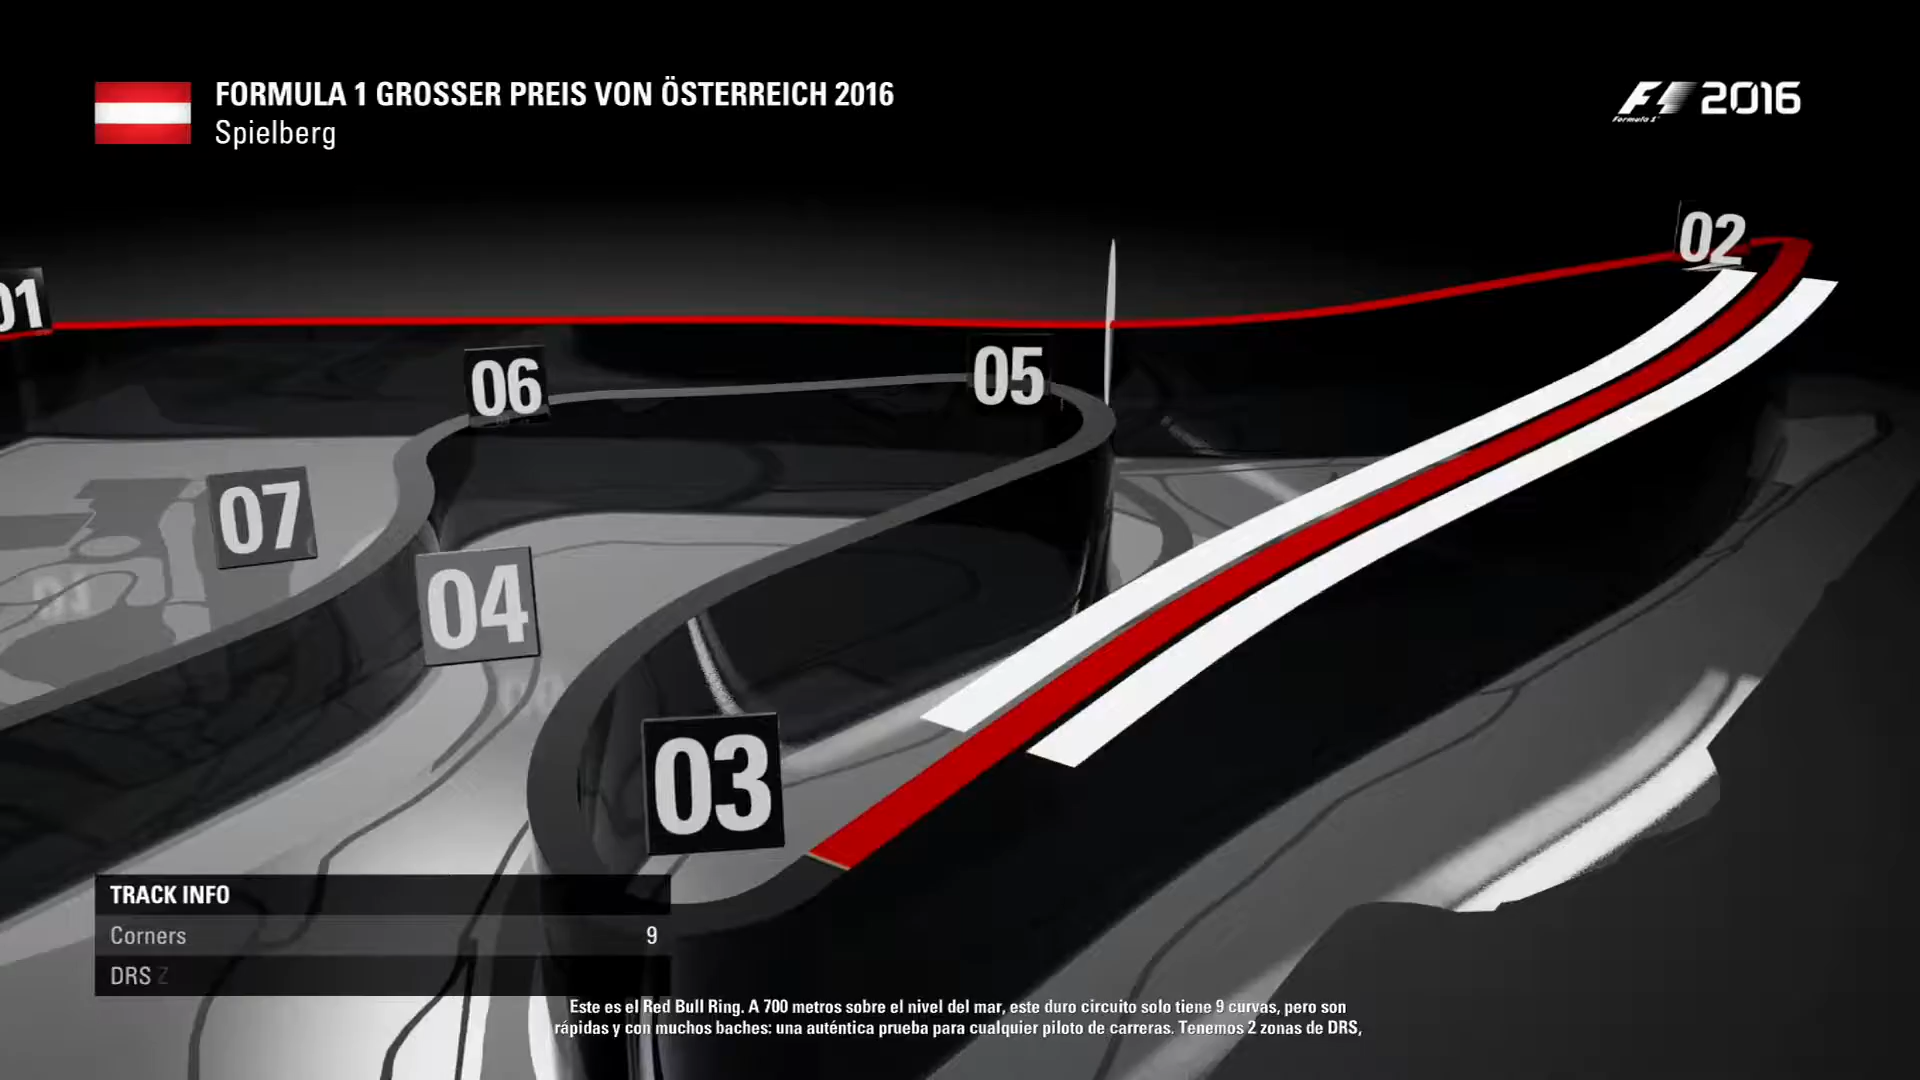 FORMULA 1 GROSSER PREIS VON ÖSTERREICH 2016
Spielberg
F1 2016
Formula 1
02
01
06
05
07
04
03
TRACK INFO
Corners 9
DRS Z
Este es el Red Bull Ring. A 700 metros sobre el nivel del mar, este duro circuito solo tiene 9 curvas, pero son
rápidas y con muchos baches: una auténtica prueba para cualquier piloto de carreras. Tenemos 2 zonas de DRS,